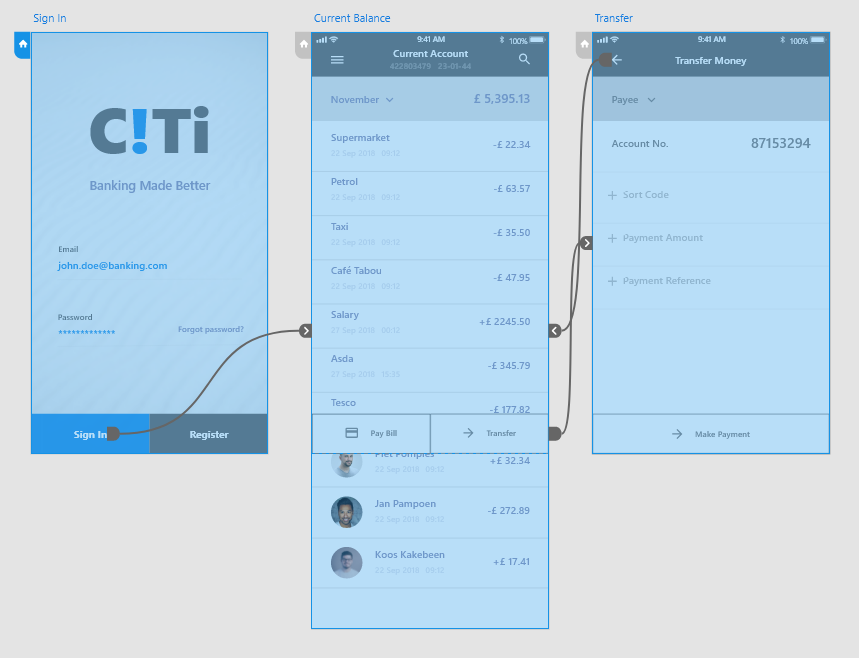 Sign In
C!Ti
Banking Made Better
Email
john.doe@banking.com
Password
*************
Forgot password?
Sign In
Register
Current Balance
9:41 AM
100%
Current Account
422803479 23-01-44
November
£ 5,395.13
Supermarket
-£ 22.34
22 Sep 2018 09:12
Petrol
-£ 63.57
22 Sep 2018 09:12
Taxi
-£ 35.50
22 Sep 2018 09:12
Café Tabou
-£ 47.95
22 Sep 2018 09:12
Salary
+£ 2245.50
27 Sep 2018 09:12
Asda
-£ 345.79
27 Sep 2018 15:35
Tesco
-£ 177.82
Pay Bill
Transfer
Piet Pompies
+£ 32.34
22 Sep 2018 09:12
Jan Pampoen
-£ 272.89
22 Sep 2018 09:12
Koos Kakebeen
+£ 17.41
22 Sep 2018 09:12
Transfer
9:41 AM
100%
Transfer Money
Payee
Account No.
87153294
+ Sort Code
+ Payment Amount
+ Payment Reference
Make Payment